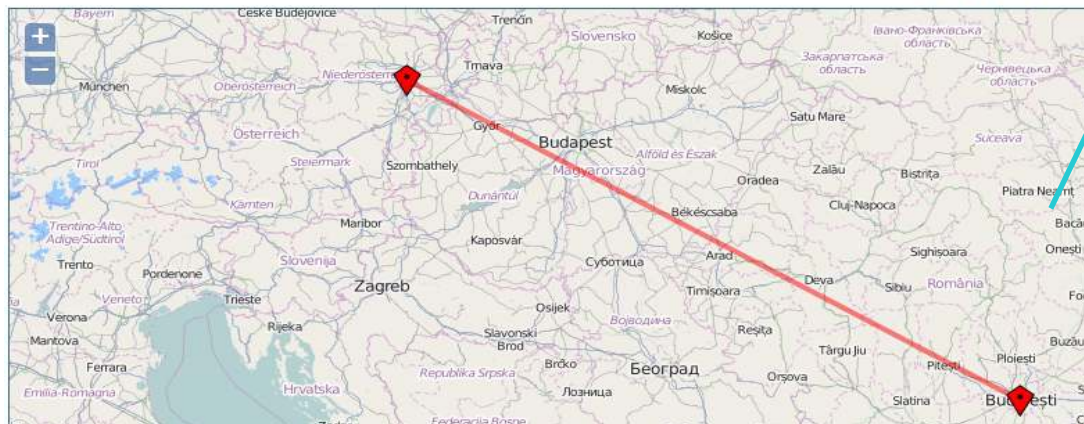 Bayern
České Budějovice
Trenčín
Slovensko
Košice
Івано-Франківська
область
Закарпатська
область
Чернівецька
область
+
−
München
Niederösterre
Trnava
Oberösterreich
Miskolc
Satu Mare
Győr
Österreich
Budapest
Suceava
Tirol
Steiermark
Szombathely
Alföld és Észak
Magyarország
Zalău
Bistrița
Oradea
Piatra Neamț
Kärnten
Dunántúl
Cluj-Napoca
Békéscsaba
Bacău
Trentino-Alto
Adige/Südtirol
Maribor
Kaposvár
Sighișoara
Onești
Trento
Slovenija
Суботица
Arad
Pordenone
Deva
Sibiu
România
Veneto
Trieste
Zagreb
Timișoara
Fo
Verona
Osijek
Rijeka
Војводина
Reșița
Mantova
Slavonski
Brod
Târgu Jiu
Buzău
Ploiești
Ferrara
Brčko
Београд
Pitești
Republika Srpska
Orșova
Emilia-Romagna
Hrvatska
Лозница
Slatina
Federacija Bosne